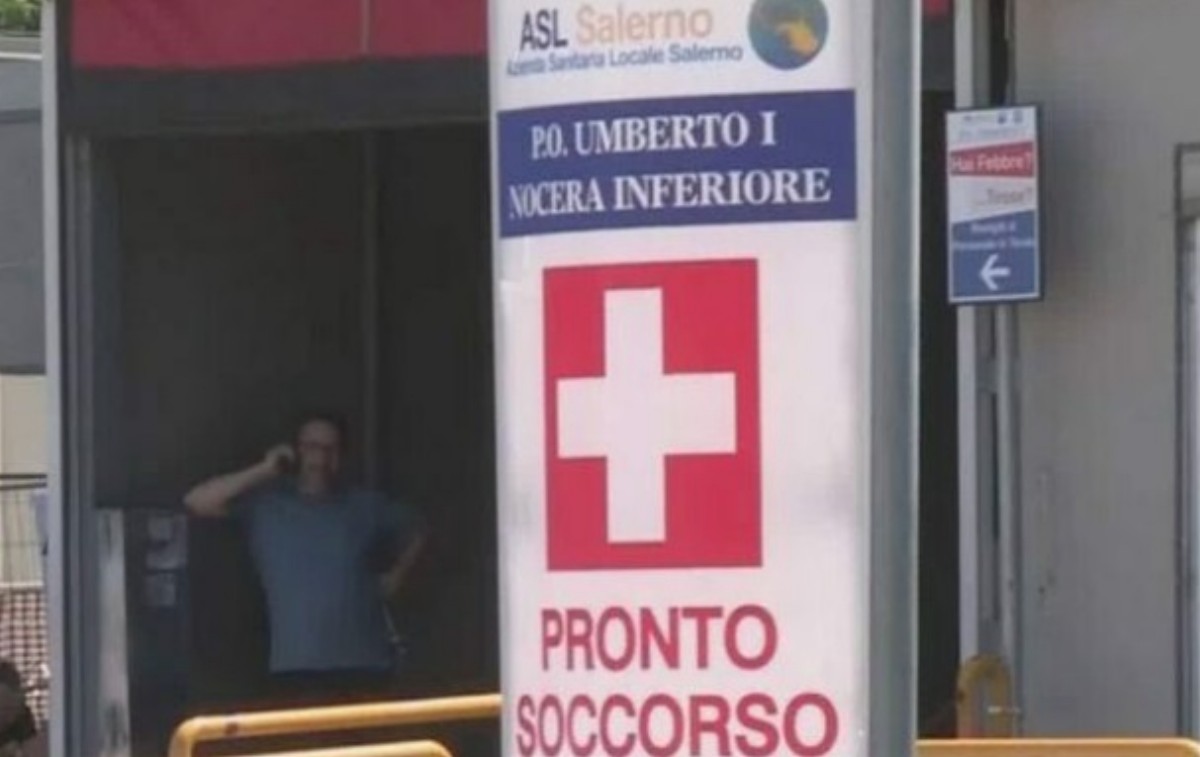 ASL Salerno
Azienda Sanitaria Locale Salerno
P.O. UMBERTO I
NOCERA INFERIORE
PRONTO
SOCCORSO
Hai Febbre?
...Tosse?